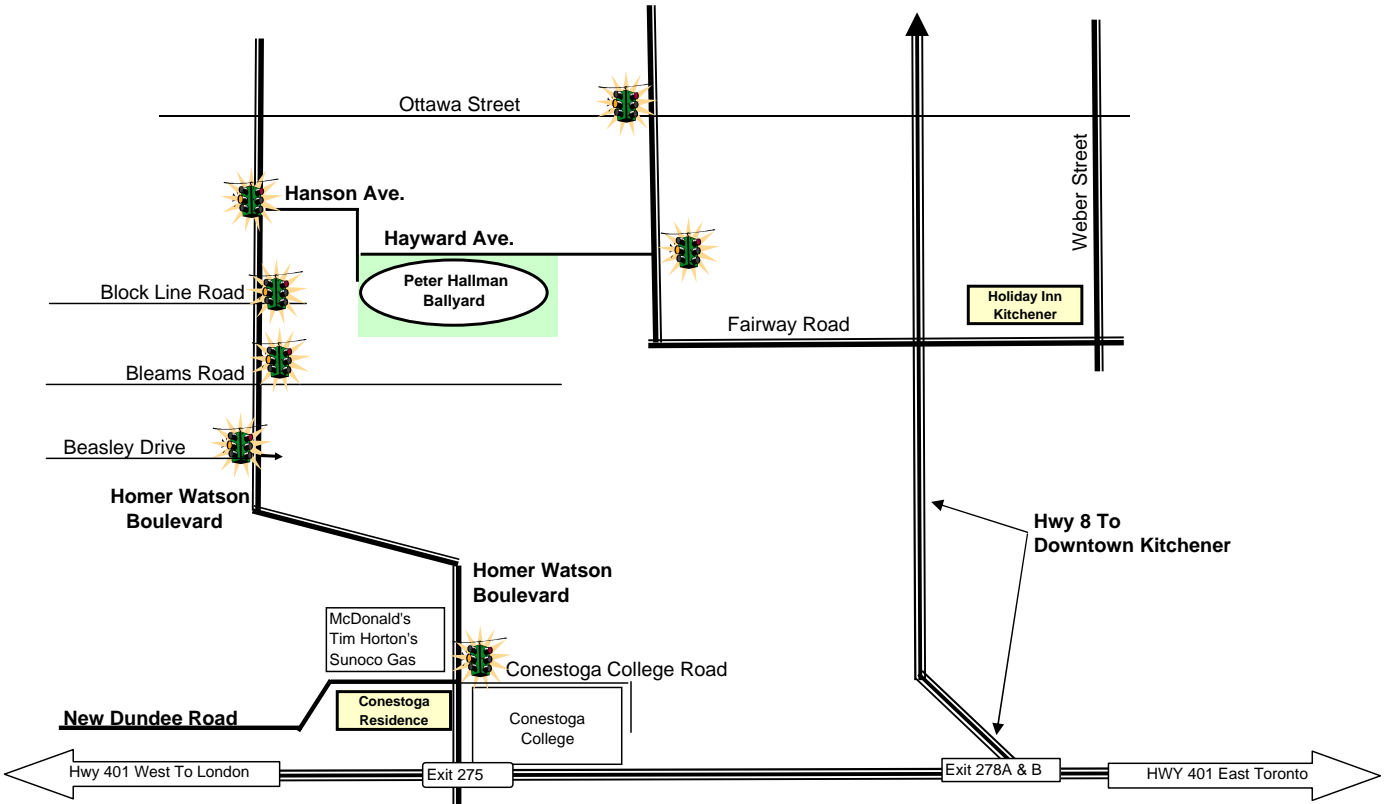 Ottawa Street
Weber Street
Hanson Ave.
Hayward Ave.
Peter Hallman
Ballyard
Block Line Road
Holiday Inn
Kitchener
Fairway Road
Bleams Road
Beasley Drive
Homer Watson
Boulevard
Hwy 8 To
Downtown Kitchener
Homer Watson
Boulevard
McDonald's
Tim Horton's
Sunoco Gas
Conestoga College Road
Conestoga
Residence
New Dundee Road
Conestoga
College
Hwy 401 West To London
Exit 275
Exit 278A & B
HWY 401 East Toronto